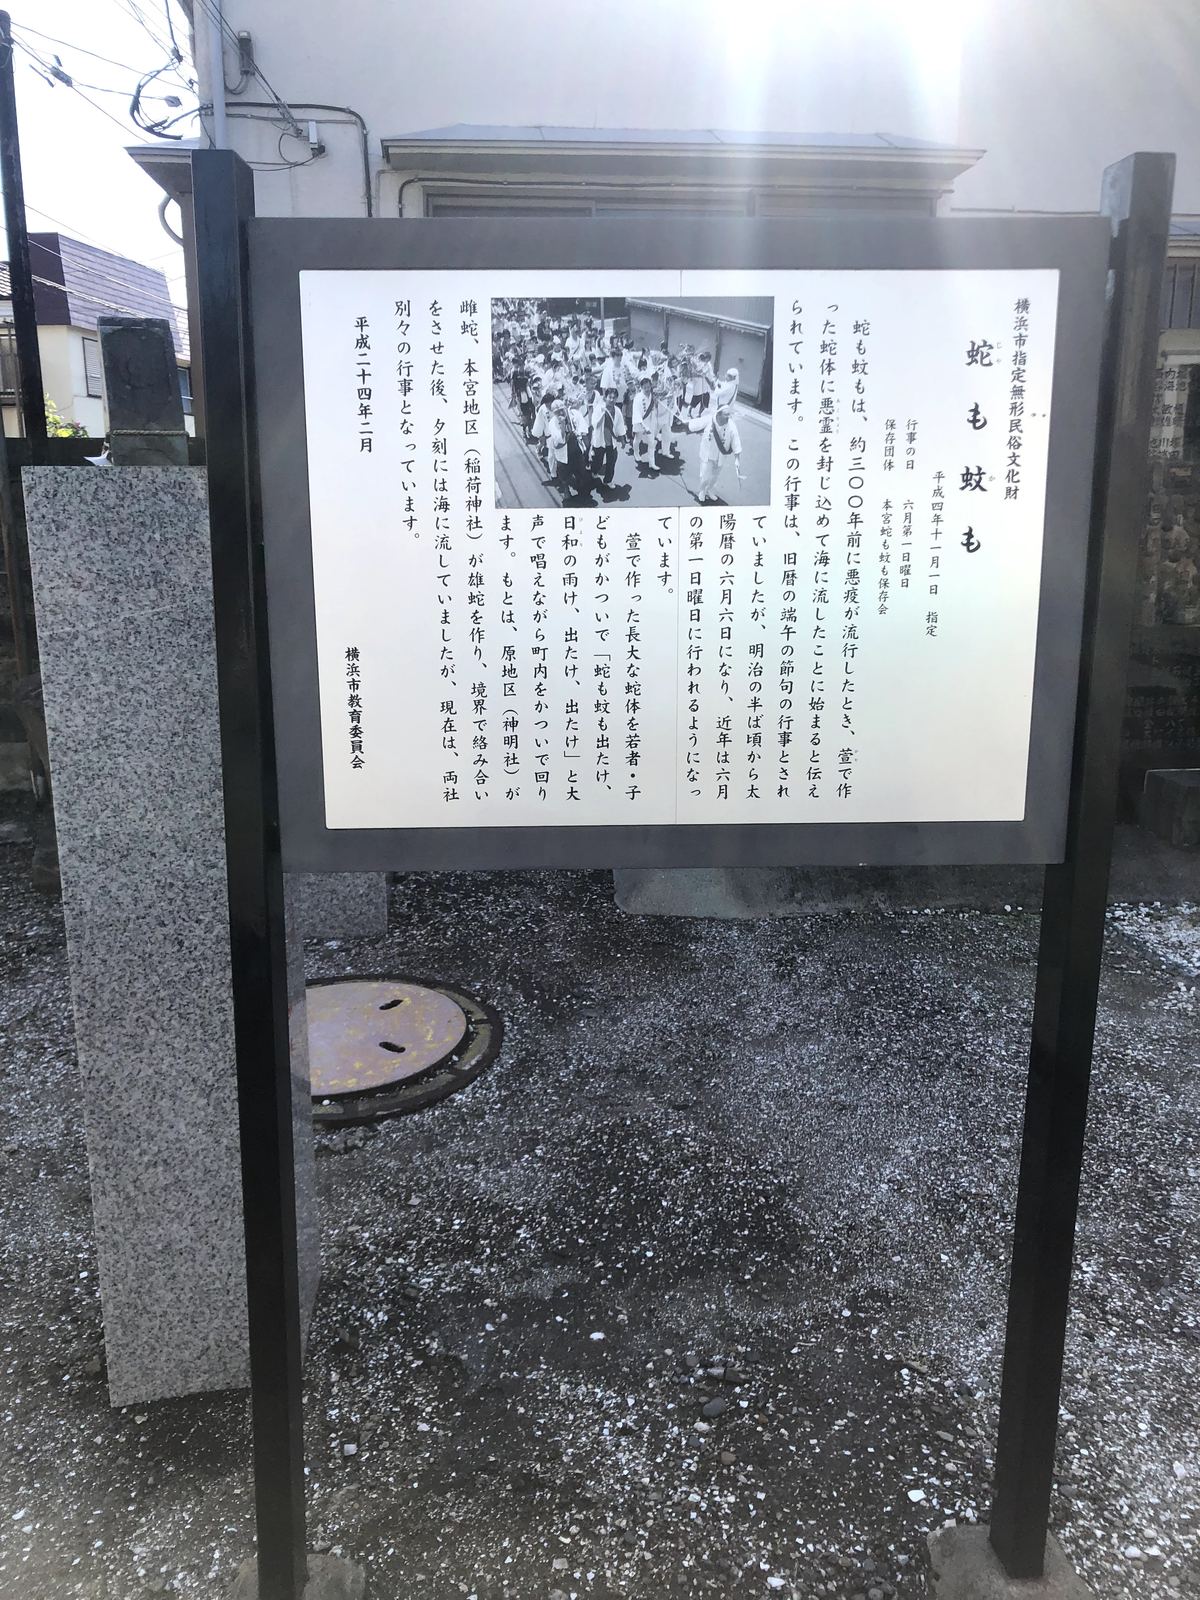 横浜市指定無形民俗文化財
蛇も蚊も
平成四年十一月一日　指定
行事の日　六月第一日曜日
保存団体　本宮蛇も蚊も保存会
蛇も蚊もは、約三〇〇年前に悪疫が流行したとき、萱で作
った蛇体に悪霊を封じ込めて海に流したことに始まると伝え
られています。この行事は、旧暦の端午の節句の行事とされ
ていましたが、明治の半ば頃から太
陽暦の六月六日になり、近年は六月
の第一日曜日に行われるようになっ
ています。
萱で作った長大な蛇体を若者・子
どもがかついで「蛇も蚊も出たけ、
日和の雨け、出たけ、出たけ」と大
声で唱えながら町内をかついで回り
ます。もとは、原地区（神明社）が
雌蛇、本宮地区（稲荷神社）が雄蛇を作り、境界で絡み合い
をさせた後、夕刻には海に流していましたが、現在は、両社
別々の行事となっています。
平成二十四年二月
横浜市教育委員会